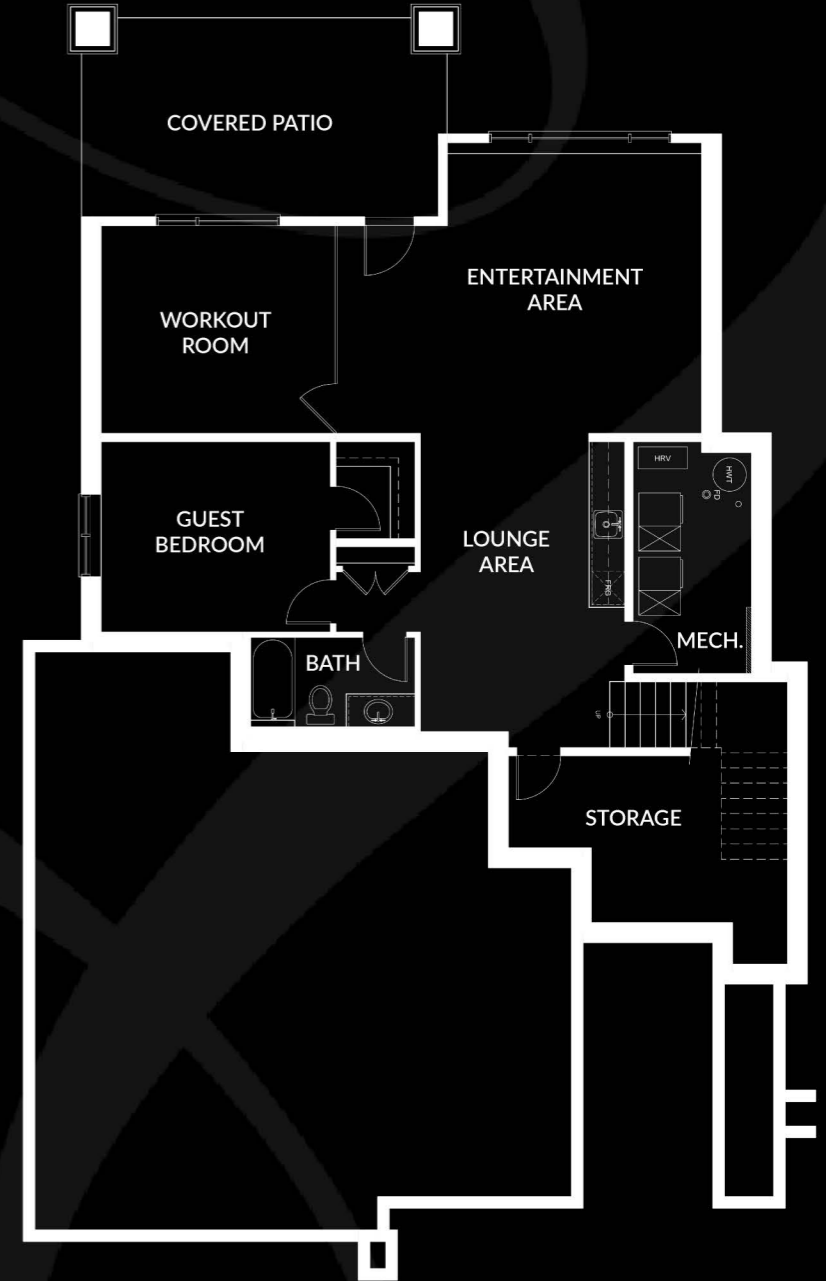 COVERED PATIO
ENTERTAINMENT
AREA
WORKOUT
ROOM
HRV
HWT
FD
GUEST
BEDROOM
LOUNGE
AREA
FRG
MECH.
BATH
UP
STORAGE